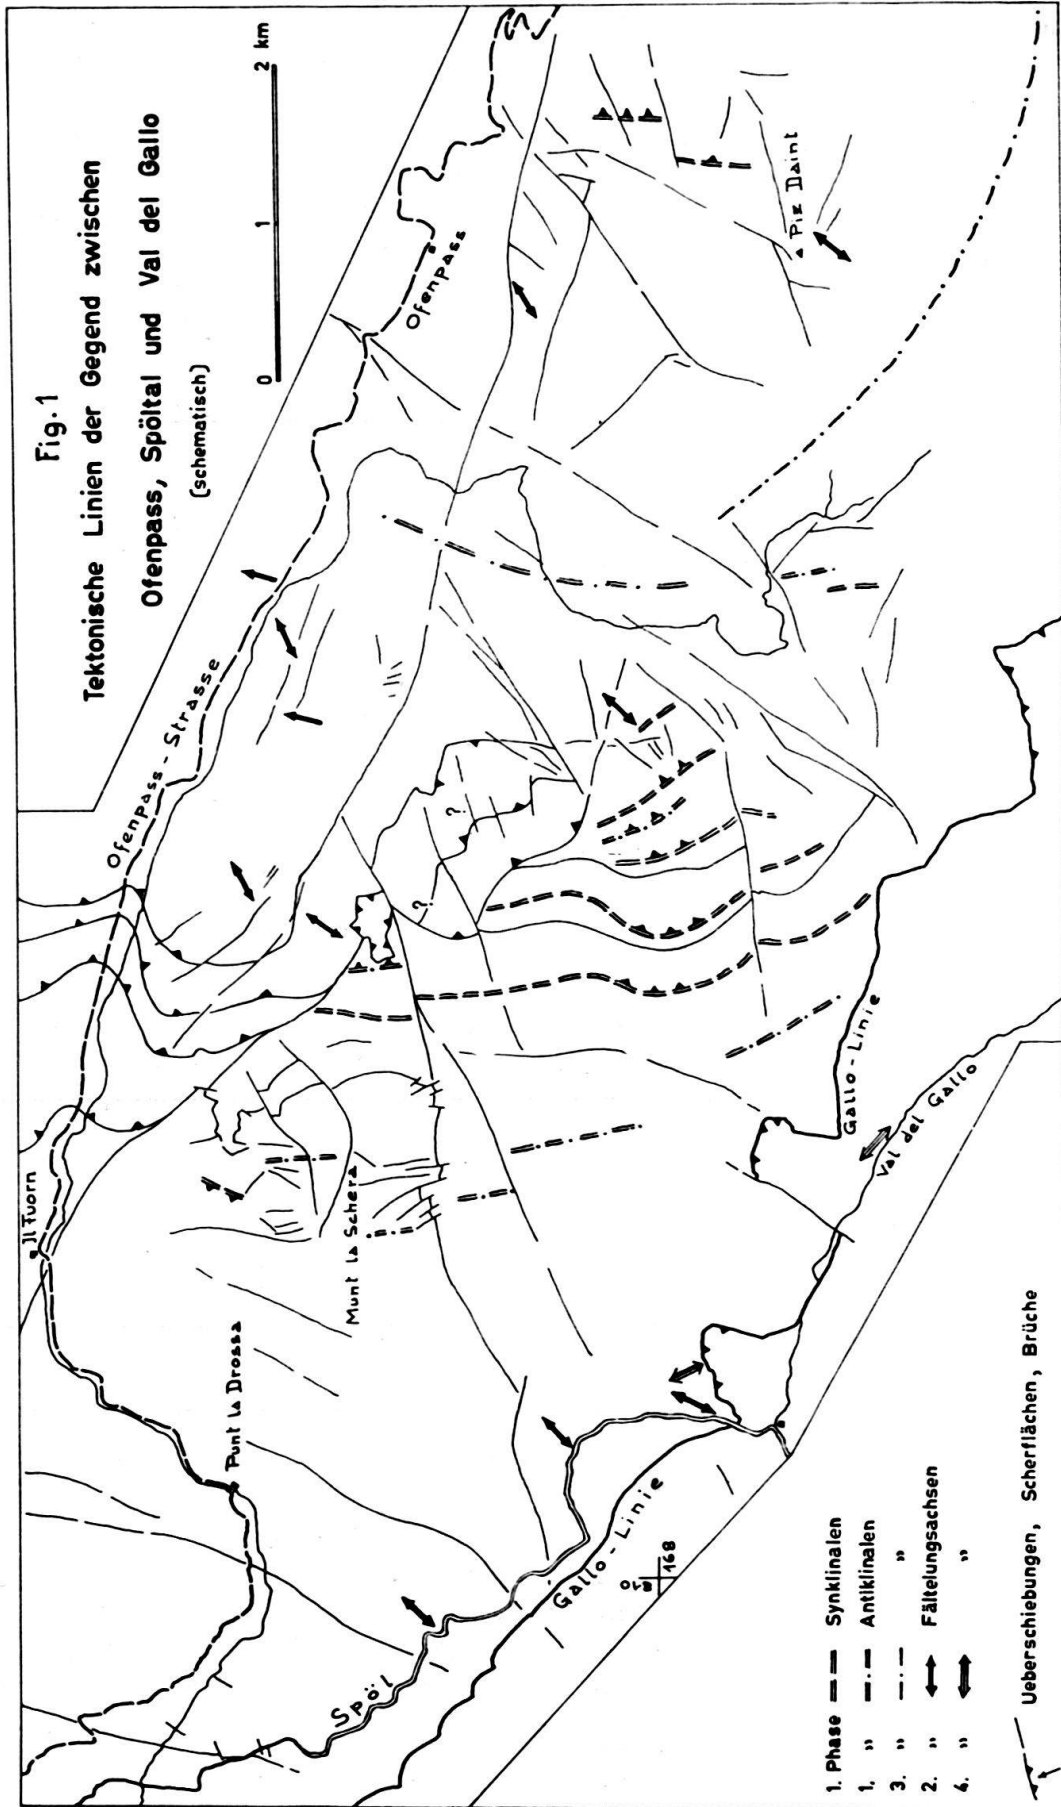 Fig. 1
Tektonische Linien der Gegend zwischen
Ofenpass, Spöltal und Val del Gallo
(schematisch)
0 1 2 km
Jl Fuorn
Ofenpass - Strasse
Ofenpass
Punt la Drossa
Munt la Schera
Piz Daint
?
?
Spöl
Gallo - Linie
Gallo - Linie
Val del Gallo
168
1. Phase Synklinalen
1. „ Antiklinalen
3. „ „
2. „ Fältelungsachsen
4. „ „
Ueberschiebungen, Scherflächen, Brüche